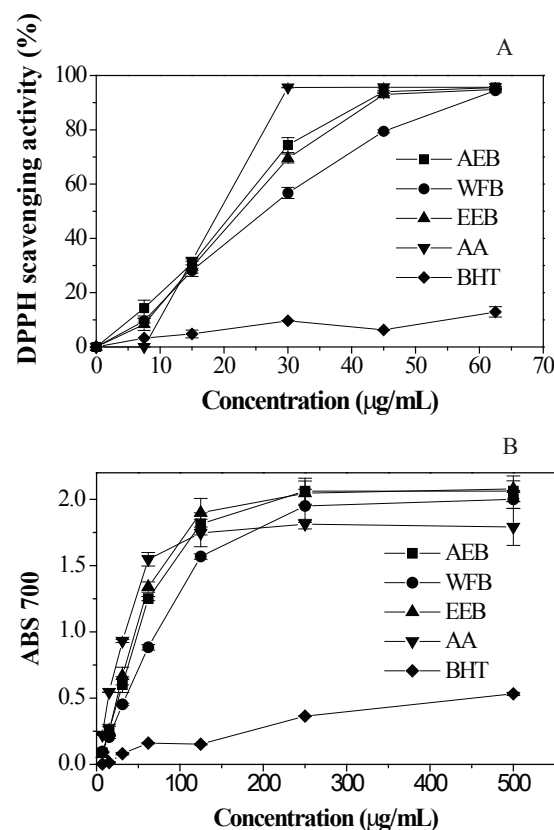 A
DPPH scavenging activity (%)
100
80
60
40
20
0
AEB
WFB
EEB
AA
BHT
0 10 20 30 40 50 60 70
Concentration (μg/mL)
B
ABS 700
2.0
1.5
1.0
0.5
0.0
AEB
WFB
EEB
AA
BHT
0 100 200 300 400 500
Concentration (μg/mL)